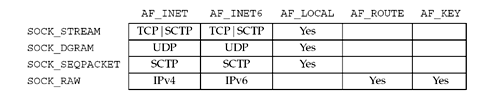 AF_INET AF_INET6 AF_LOCAL AF_ROUTE AF_KEY
SOCK_STREAM TCP|SCTP TCP|SCTP Yes
SOCK_DGRAM UDP UDP Yes
SOCK_SEQPACKET SCTP SCTP Yes
SOCK_RAW IPv4 IPv6 Yes Yes